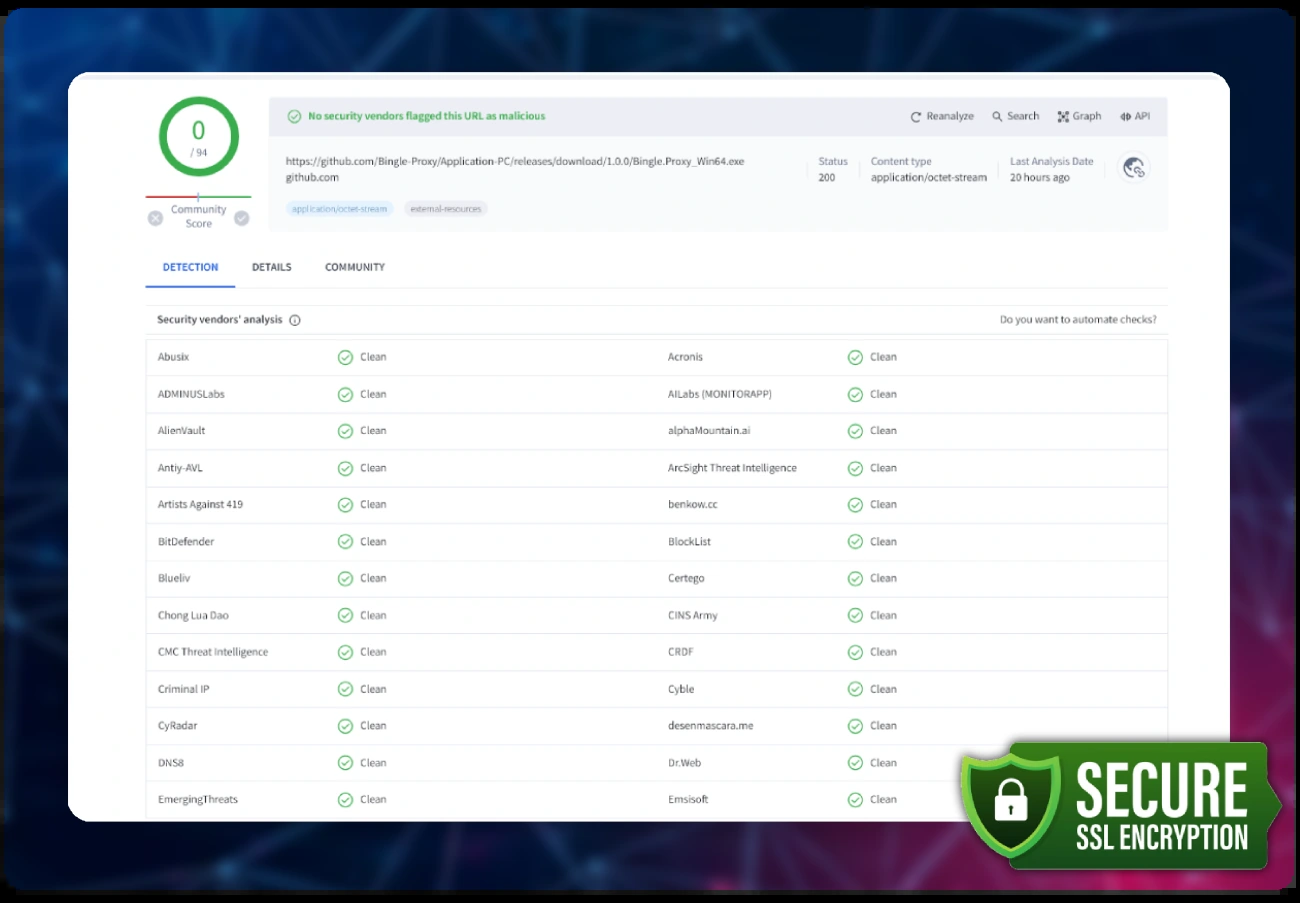 0
/ 94
Community
Score
No security vendors flagged this URL as malicious
Reanalyze
Search
Graph
API
https://github.com/Bingle-Proxy/Application-PC/releases/download/1.0.0/Bingle.Proxy_Win64.exe
github.com
Status
200
Content type
application/octet-stream
Last Analysis Date
20 hours ago
application/octet-stream
external-resources
DETECTION DETAILS COMMUNITY
Security vendors' analysis
Do you want to automate checks?
Abusix Clean Acronis Clean
ADMINUSLabs Clean AILabs (MONITORAPP) Clean
AlienVault Clean alphaMountain.ai Clean
Antiy-AVL Clean ArcSight Threat Intelligence Clean
Artists Against 419 Clean benkow.cc Clean
BitDefender Clean BlockList Clean
Blueliv Clean Certego Clean
Chong Lua Dao Clean CINS Army Clean
CMC Threat Intelligence Clean CRDF Clean
Criminal IP Clean Cyble Clean
CyRadar Clean desenmascara.me Clean
DNS8 Clean Dr.Web Clean
EmergingThreats Clean Emsisoft Clean
SECURE
SSL ENCRYPTION